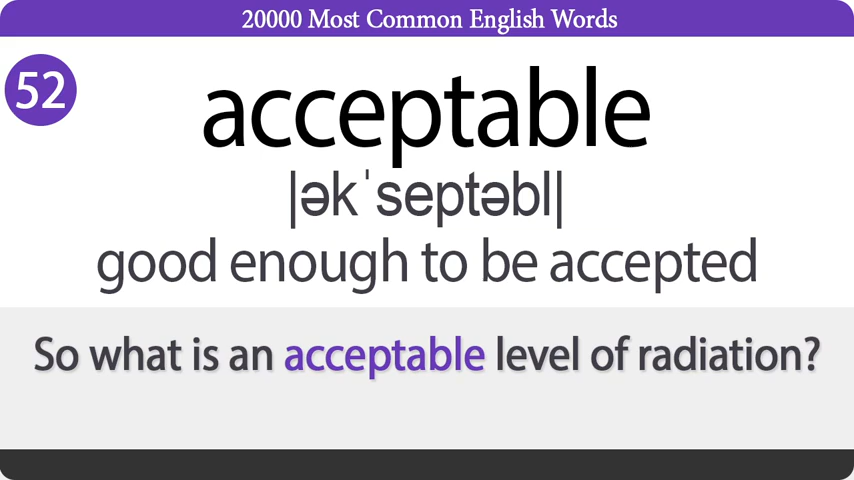 20000 Most Common English Words
52
acceptable
|əkˈseptəbl|
good enough to be accepted
So what is an acceptable level of radiation?